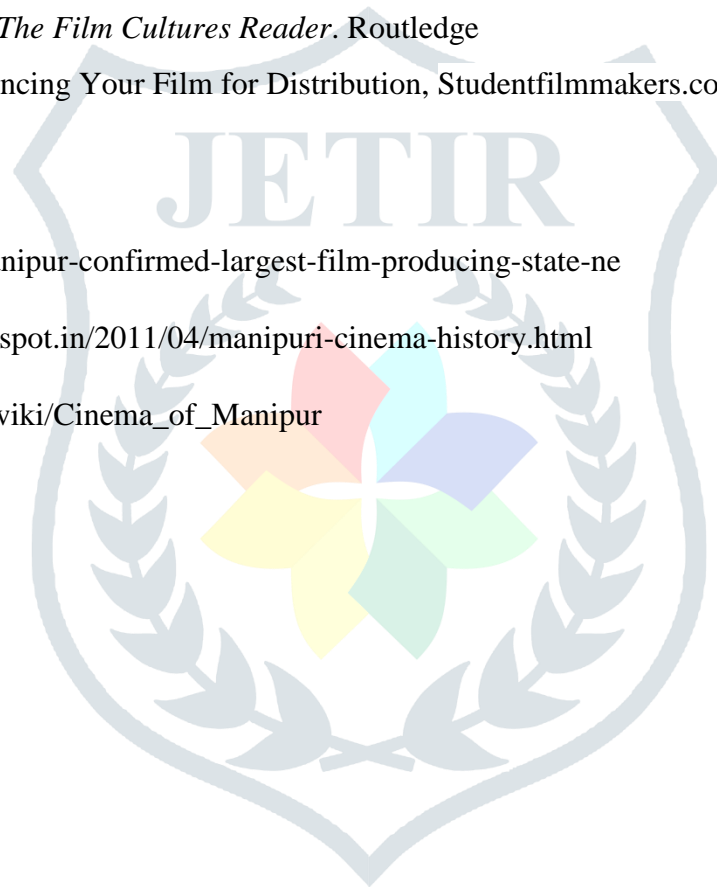 The Film Cultures Reader. Routledge
ncing Your Film for Distribution, Studentfilmmakers.co
JETIR
nipur-confirmed-largest-film-producing-state-ne
spot.in/2011/04/manipuri-cinema-history.html
wiki/Cinema_of_Manipur